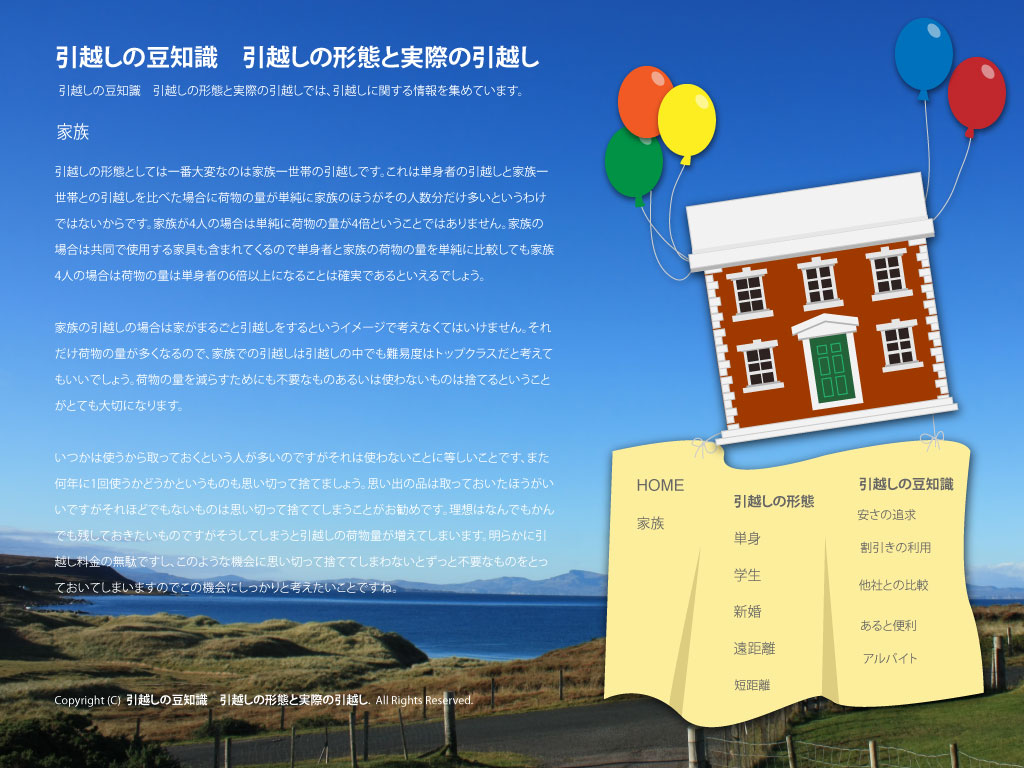 引越しの豆知識　引越しの形態と実際の引越し
引越しの豆知識　引越しの形態と実際の引越しでは、引越しに関する情報を集めています。
家族
引越しの形態としては一番大変なのは家族一世帯の引越しです。これは単身者の引越しと家族一
世帯との引越しを比べた場合に荷物の量が単純に家族のほうがその人数分だけ多いというわけ
ではないからです。家族が4人の場合は単純に荷物の量が4倍ということではありません。家族の
場合は共同で使用する家具も含まれてくるので単身者と家族の荷物の量を単純に比較しても家族
4人の場合は荷物の量は単身者の6倍以上になることは確実であるといえるでしょう。
家族の引越しの場合は家がまるごと引越しをするというイメージで考えなくてはいけません。それ
だけ荷物の量が多くなるので、家族での引越しは引越しの中でも難易度はトップクラスだと考えて
もいいでしょう。荷物の量を減らすためにも不要なものあるいは使わないものは捨てるということ
がとても大切になります。
いつかは使うから取っておくという人が多いのですがそれは使わないことに等しいことです、また
何年に1回使うかどうかというものも思い切って捨てましょう。思い出の品は取っておいたほうがい
いですがそれほどでもないものは思い切って捨ててしまうことがお勧めです。理想はなんでもかん
でも残しておきたいものですがそうしてしまうと引越しの荷物量が増えてしまいます。明らかに引
越し料金の無駄ですし、このような機会に思い切って捨ててしまわないとずっと不要なものをとっ
ておいてしまいますのでこの機会にしっかりと考えたいことですね。
HOME
家族
引越しの形態
単身
学生
新婚
遠距離
短距離
引越しの豆知識
安さの追求
割引きの利用
他社との比較
あると便利
アルバイト
Copyright (C) 引越しの豆知識　引越しの形態と実際の引越し. All Rights Reserved.